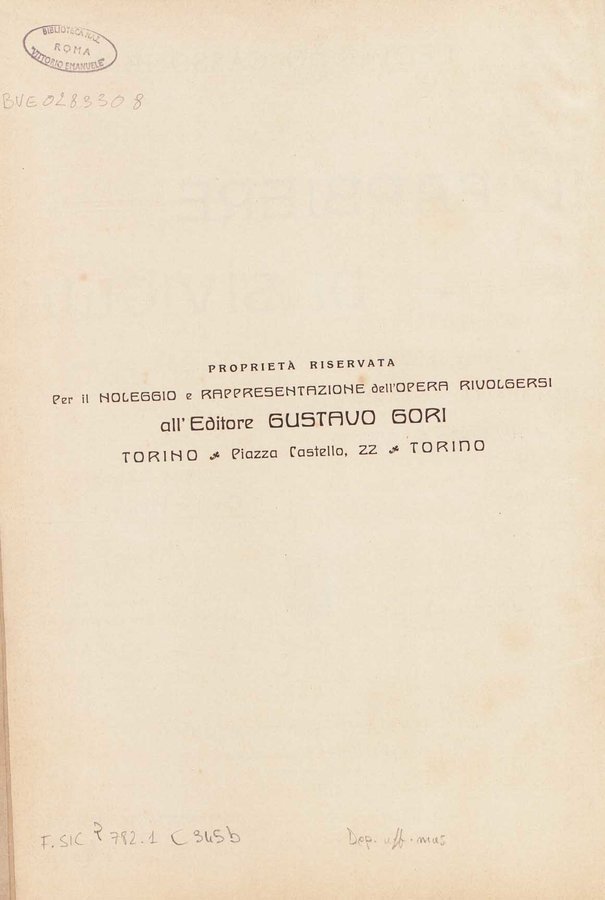 BIBLIOTECA NAZ.
ROMA
"VITTORIO EMANUELE"
BVE0283308
PROPRIETÀ RISERVATA
Per il NOLEGGIO e RAPPRESENTAZIONE dell'OPERA RIVOLGERSI
all'Editore GUSTAVO GORI
TORINO Piazza Castello, 22 TORINO
F. SIC P 792.1 C 345b
Dep. uff. mus